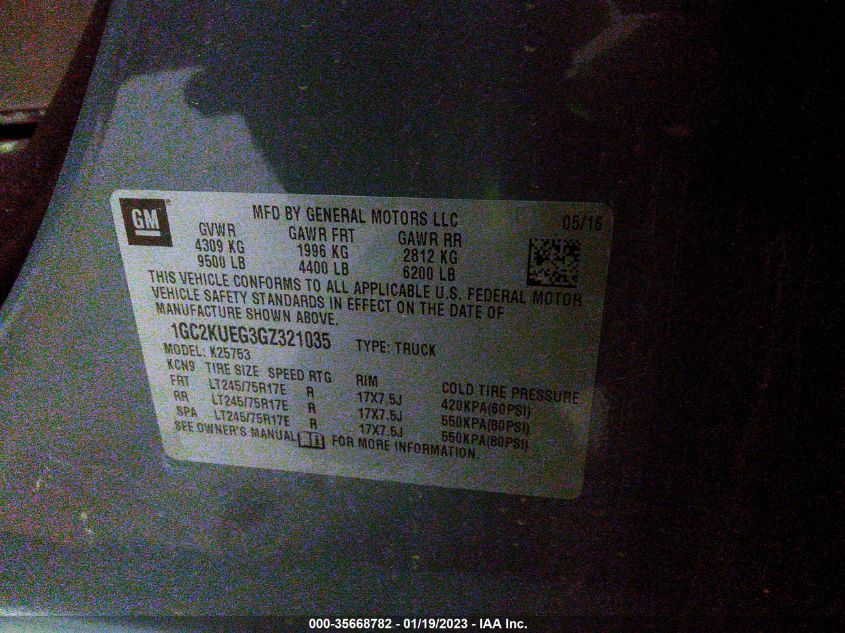 GM
MFD BY GENERAL MOTORS LLC 05/16
GVWR GAWR FRT GAWR RR
4309 KG 1996 KG 2812 KG
9500 LB 4400 LB 6200 LB
THIS VEHICLE CONFORMS TO ALL APPLICABLE U.S. FEDERAL MOTOR
VEHICLE SAFETY STANDARDS IN EFFECT ON THE DATE OF
MANUFACTURE SHOWN ABOVE.
1GC2KUEG3GZ321035 TYPE: TRUCK
MODEL: K25753
KCN9 TIRE SIZE SPEED RTG RIM COLD TIRE PRESSURE
FRT LT245/75R17E R 17X7.5J 420KPA(60PSI)
RR LT245/75R17E R 17X7.5J 550KPA(80PSI)
SPA LT245/75R17E R 17X7.5J 550KPA(80PSI)
SEE OWNER'S MANUAL FOR MORE INFORMATION.
000-35668782 - 01/19/2023 - IAA Inc.